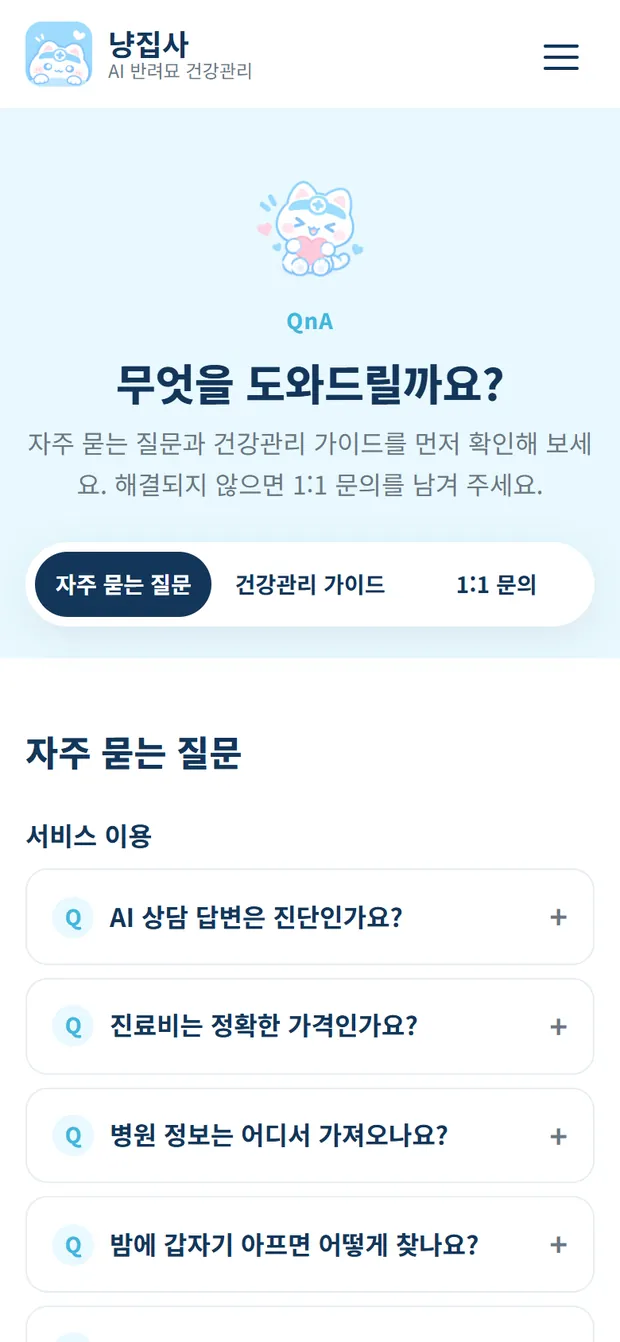 냥집사
AI 반려묘 건강관리
QnA
무엇을 도와드릴까요?
자주 묻는 질문과 건강관리 가이드를 먼저 확인해 보세
요. 해결되지 않으면 1:1 문의를 남겨 주세요.
자주 묻는 질문
건강관리 가이드
1:1 문의
자주 묻는 질문
서비스 이용
Q AI 상담 답변은 진단인가요? +
Q 진료비는 정확한 가격인가요? +
Q 병원 정보는 어디서 가져오나요? +
Q 밤에 갑자기 아프면 어떻게 찾나요? +